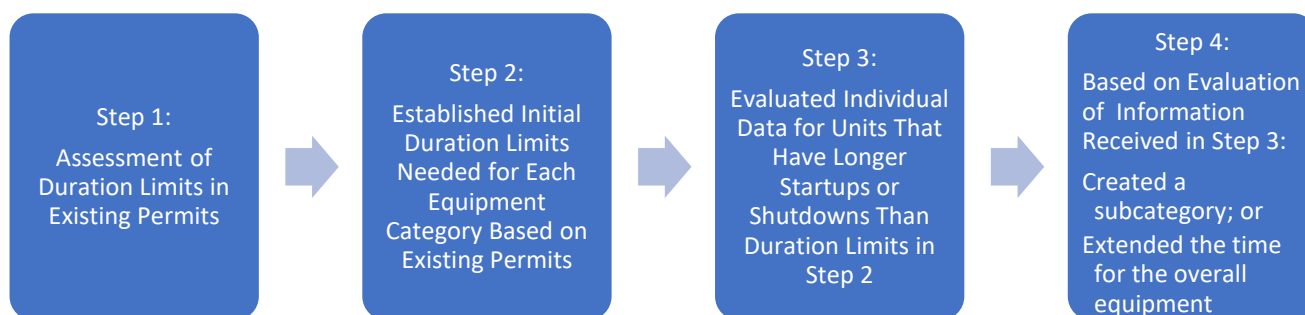 Step 1:
Assessment of
Duration Limits in
Existing Permits
Step 2:
Established Initial
Duration Limits
Needed for Each
Equipment
Category Based on
Existing Permits
Step 3:
Evaluated Individual
Data for Units That
Have Longer
Startups or
Shutdowns Than
Duration Limits in
Step 2
Step 4:
Based on Evaluation
of Information
Received in Step 3:
Created a
subcategory; or
Extended the time
for the overall
equipment